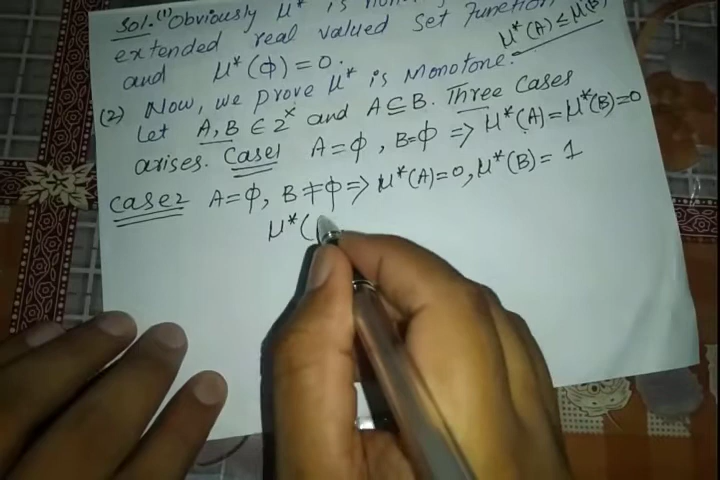 Sol. (1) Obviously μ* is
extended real valued set function
and μ*(ϕ) = 0. μ*(A) ≤ μ(B)
(2) Now, we prove μ* is Monotone.
Let A, B ∈ 2^X and A ⊆ B. Three Cases
arises. Case1 A = ϕ, B = ϕ => μ*(A) = μ*(B) = 0
Case2 A = ϕ, B ≠ ϕ => μ*(A) = 0, μ*(B) = 1
μ*(